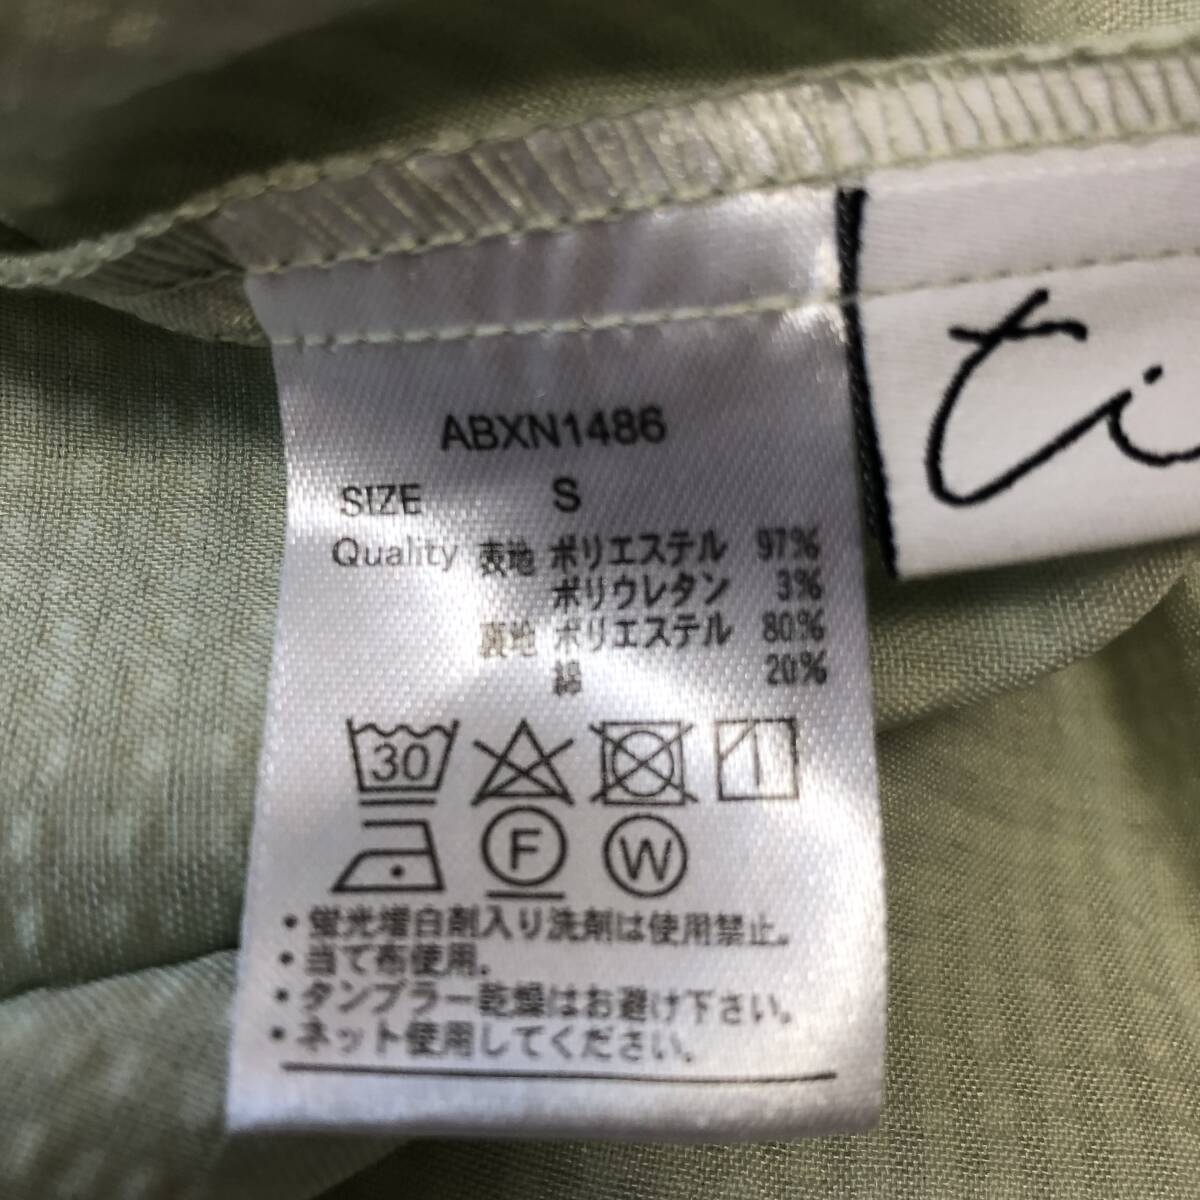 ABXN1486
SIZE S
Quality 表地 ポリエステル 97%
ポリウレタン 3%
裏地 ポリエステル 80%
綿 20%
30
F W
・蛍光増白剤入り洗剤は使用禁止。
・当て布使用。
・タンブラー乾燥はお避け下さい。
・ネット使用してください。
ti